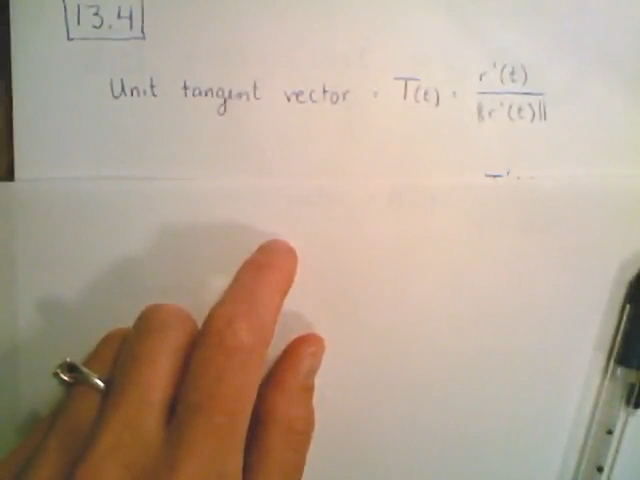 13.4
Unit tangent vector = T(t) = r'(t) / ||r'(t)||